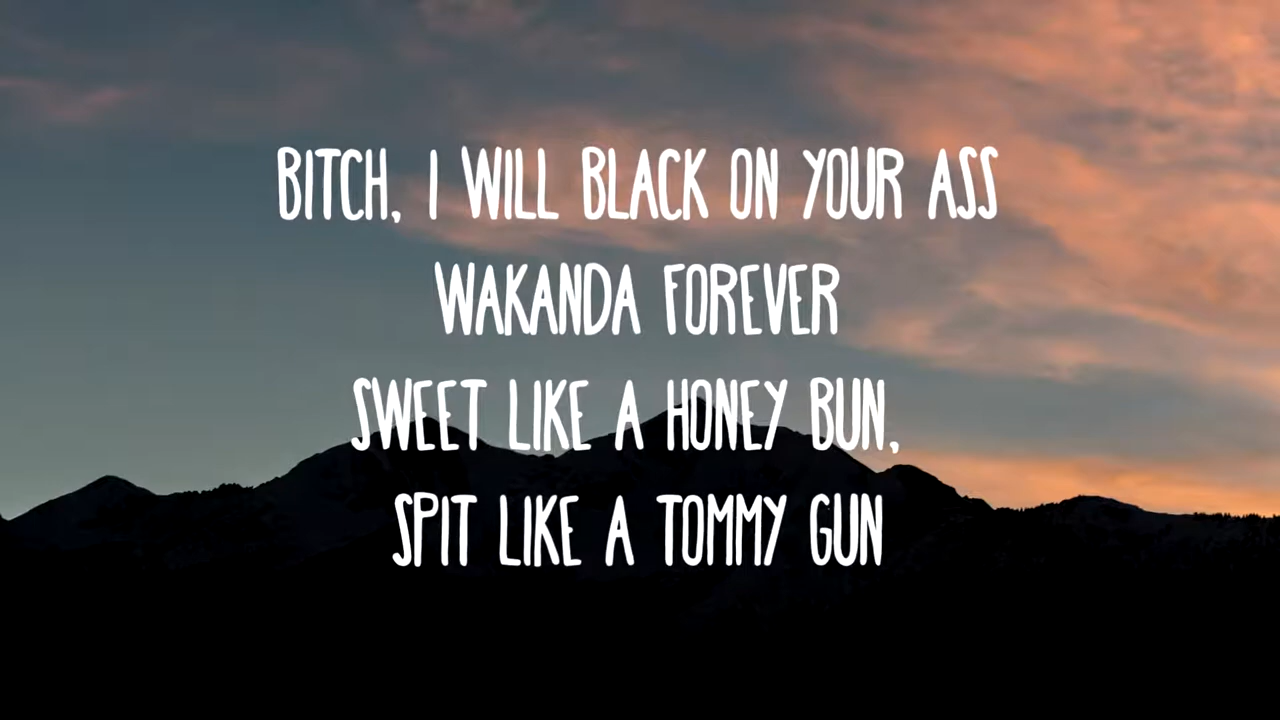 BITCH, I WILL BLACK ON YOUR ASS
WAKANDA FOREVER
SWEET LIKE A HONEY BUN,
SPIT LIKE A TOMMY GUN